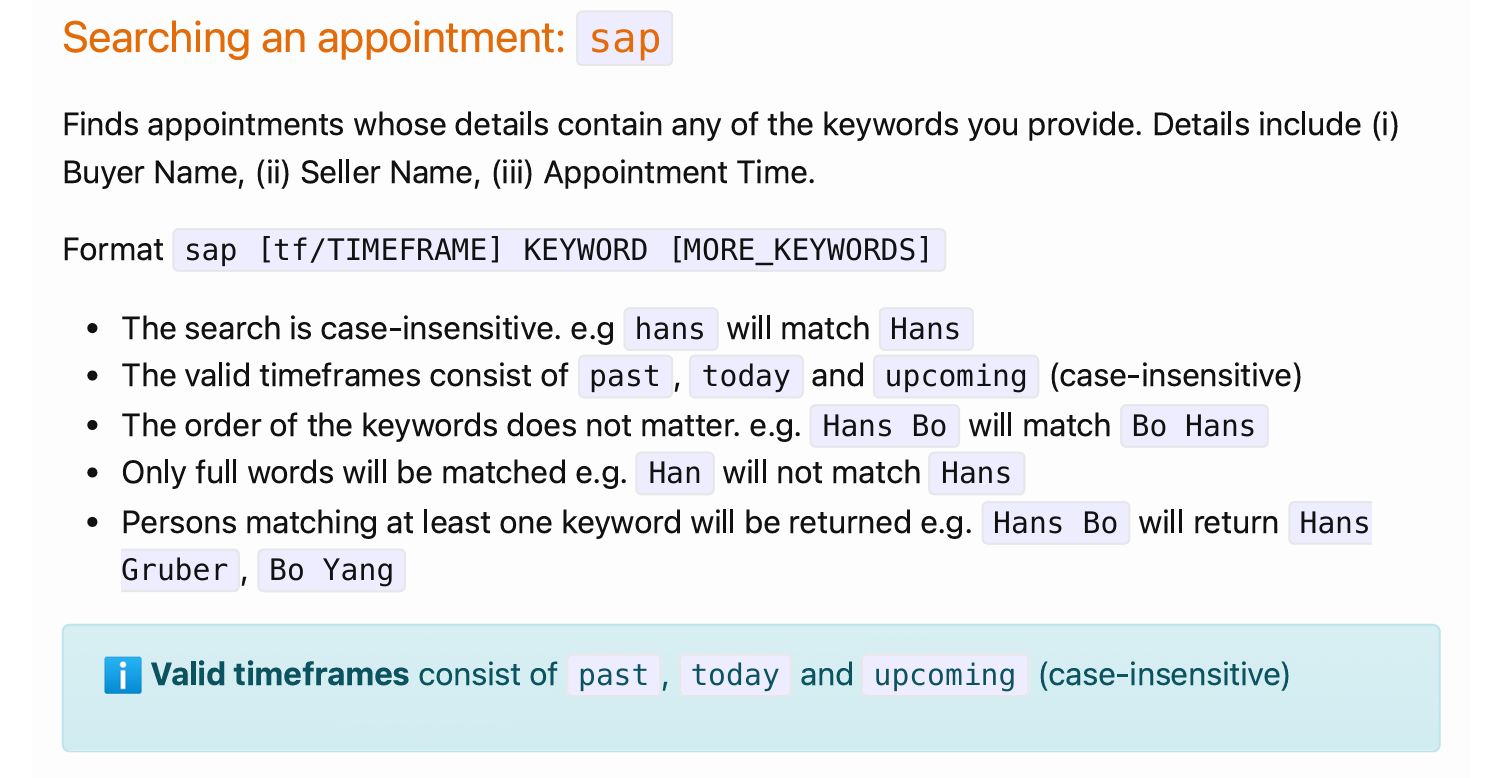 Searching an appointment: sap
Finds appointments whose details contain any of the keywords you provide. Details include (i)
Buyer Name, (ii) Seller Name, (iii) Appointment Time.
Format sap [tf/TIMEFRAME] KEYWORD [MORE_KEYWORDS]
• The search is case-insensitive. e.g hans will match Hans
• The valid timeframes consist of past, today and upcoming (case-insensitive)
• The order of the keywords does not matter. e.g. Hans Bo will match Bo Hans
• Only full words will be matched e.g. Han will not match Hans
• Persons matching at least one keyword will be returned e.g. Hans Bo will return Hans
Gruber, Bo Yang
ℹ️ Valid timeframes consist of past, today and upcoming (case-insensitive)